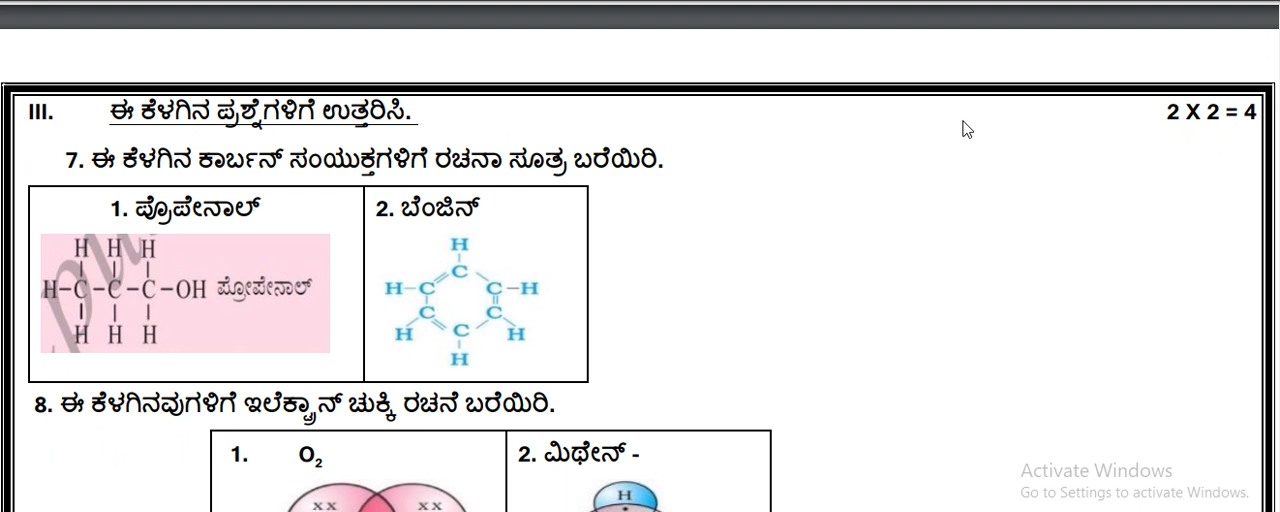 III. ಈ ಕೆಳಗಿನ ಪ್ರಶ್ನೆಗಳಿಗೆ ಉತ್ತರಿಸಿ. 2 X 2 = 4
7. ಈ ಕೆಳಗಿನ ಕಾರ್ಬನ್ ಸಂಯುಕ್ತಗಳಿಗೆ ರಚನಾ ಸೂತ್ರ ಬರೆಯಿರಿ.
1. ಪ್ರೊಪೇನಾಲ್
H H H
H-C-C-C-OH ಪ್ರೋಪೇನಾಲ್
H H H
2. ಬೆಂಜಿನ್
H
C
H-C C-H
C C
H C H
H
8. ಈ ಕೆಳಗಿನವುಗಳಿಗೆ ಇಲೆಕ್ಟ್ರಾನ್ ಚುಕ್ಕಿ ರಚನೆ ಬರೆಯಿರಿ.
1. O₂
xx xx
2. ಮಿಥೇನ್ -
H
Activate Windows
Go to Settings to activate Windows.